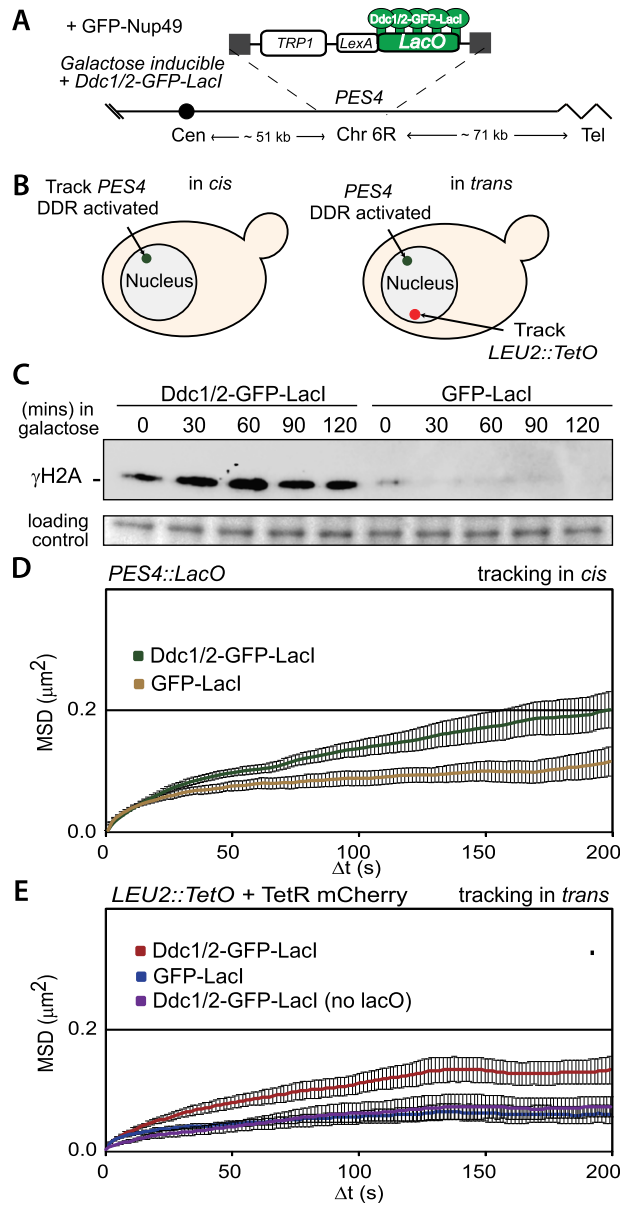 A
+ GFP-Nup49
Galactose inducible
+ Ddc1/2-GFP-LacI
Ddc1/2-GFP-LacI
TRP1 LexA LacO
PES4
Cen ~ 51 kb Chr 6R ~ 71 kb Tel
B
Track PES4
DDR activated
in cis
Nucleus
PES4
DDR activated
in trans
Nucleus
Track
LEU2::TetO
C
Ddc1/2-GFP-LacI GFP-LacI
(mins) in
galactose
0 30 60 90 120 0 30 60 90 120
γH2A -
loading
control
D
PES4::LacO tracking in cis
Ddc1/2-GFP-LacI
GFP-LacI
MSD (μm2)
0.2
0.0
0 50 100 150 200
Δt (s)
E
LEU2::TetO + TetR mCherry tracking in trans
Ddc1/2-GFP-LacI
GFP-LacI
Ddc1/2-GFP-LacI (no lacO)
MSD (μm2)
0.2
0.0
0 50 100 150 200
Δt (s)